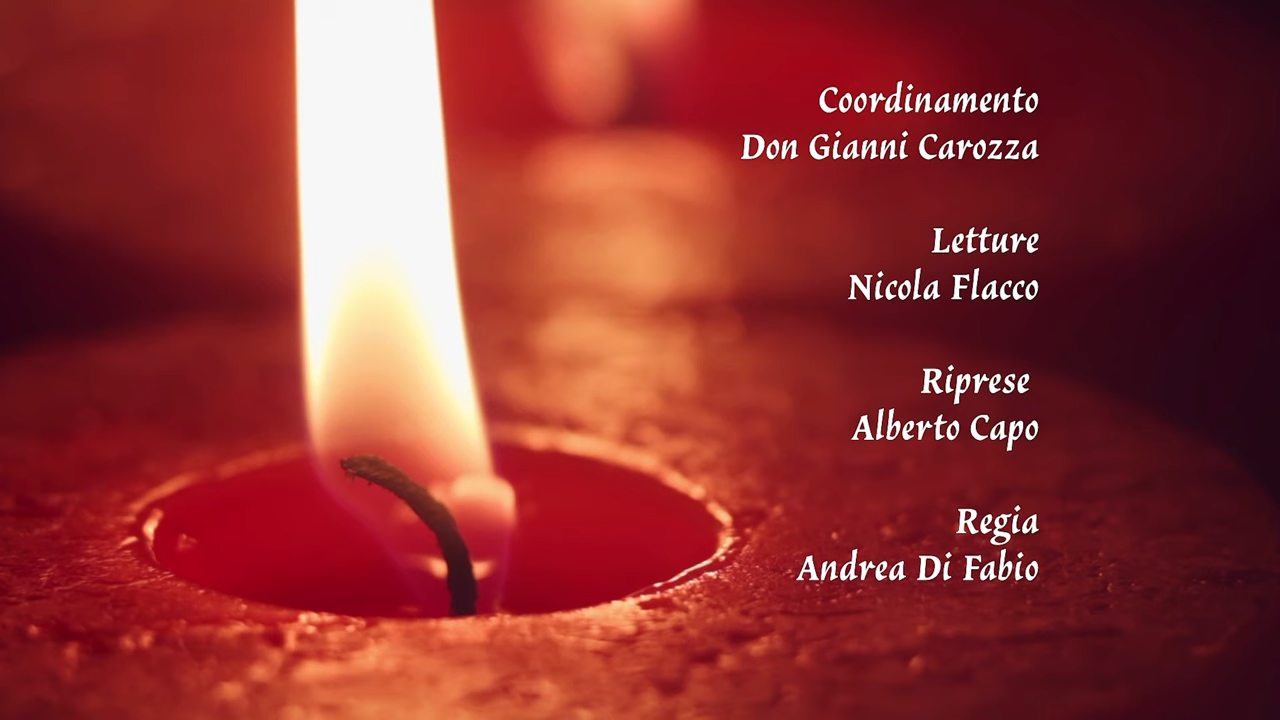 Coordinamento
Don Gianni Carozza
Letture
Nicola Flacco
Riprese
Alberto Capo
Regia
Andrea Di Fabio